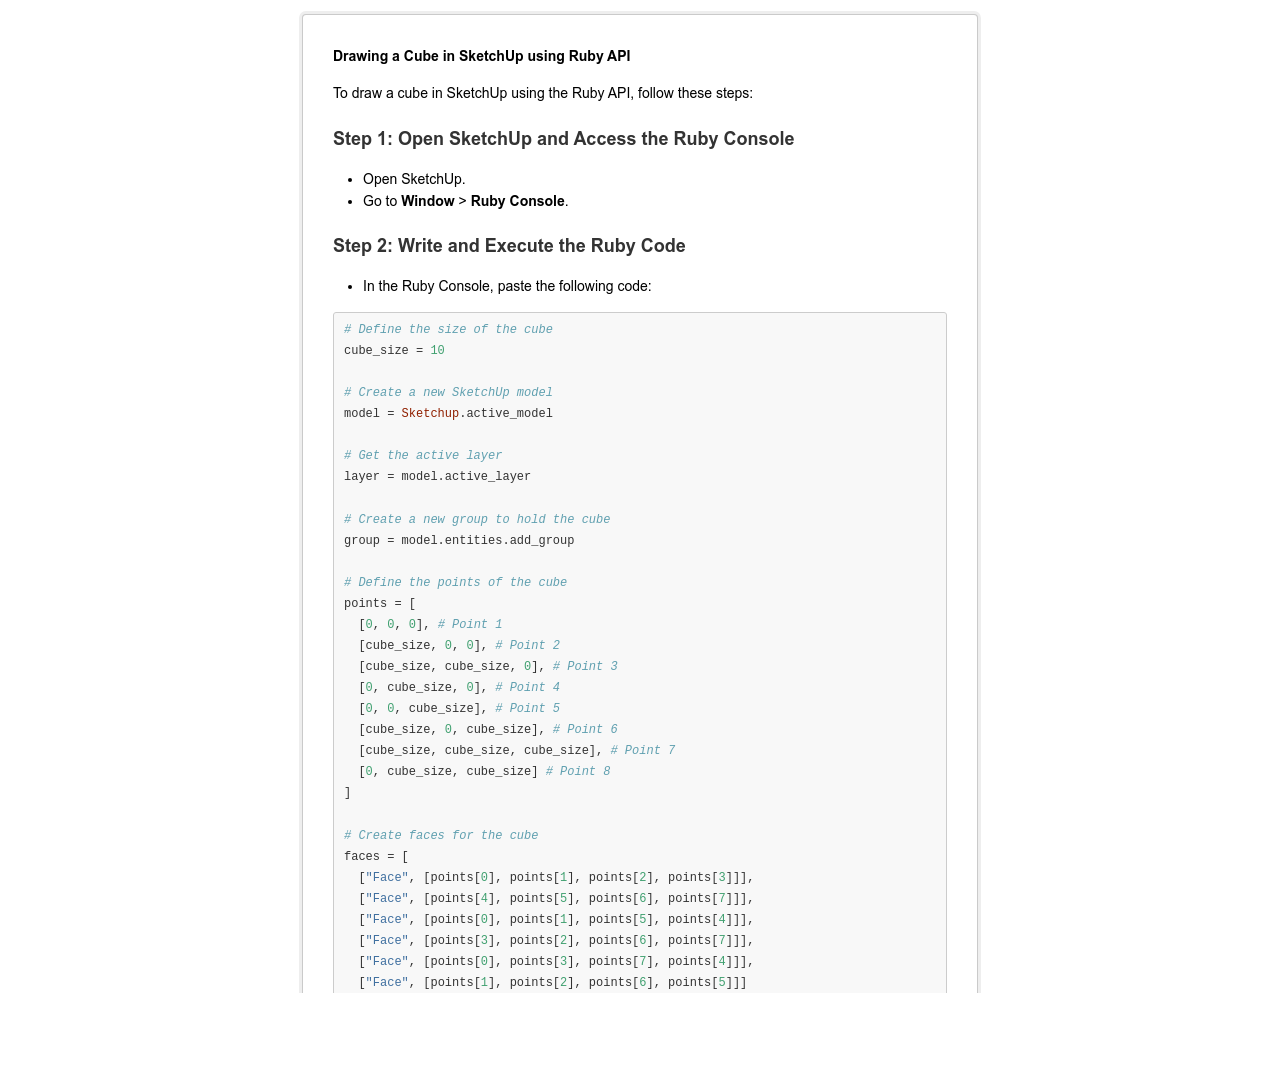 Drawing a Cube in SketchUp using Ruby API
To draw a cube in SketchUp using the Ruby API, follow these steps:
Step 1: Open SketchUp and Access the Ruby Console
• Open SketchUp.
• Go to Window > Ruby Console.
Step 2: Write and Execute the Ruby Code
• In the Ruby Console, paste the following code:
# Define the size of the cube
cube_size = 10
# Create a new SketchUp model
model = Sketchup.active_model
# Get the active layer
layer = model.active_layer
# Create a new group to hold the cube
group = model.entities.add_group
# Define the points of the cube
points = [
  [0, 0, 0], # Point 1
  [cube_size, 0, 0], # Point 2
  [cube_size, cube_size, 0], # Point 3
  [0, cube_size, 0], # Point 4
  [0, 0, cube_size], # Point 5
  [cube_size, 0, cube_size], # Point 6
  [cube_size, cube_size, cube_size], # Point 7
  [0, cube_size, cube_size] # Point 8
]
# Create faces for the cube
faces = [
  ["Face", [points[0], points[1], points[2], points[3]]],
  ["Face", [points[4], points[5], points[6], points[7]]],
  ["Face", [points[0], points[1], points[5], points[4]]],
  ["Face", [points[3], points[2], points[6], points[7]]],
  ["Face", [points[0], points[3], points[7], points[4]]],
  ["Face", [points[1], points[2], points[6], points[5]]]